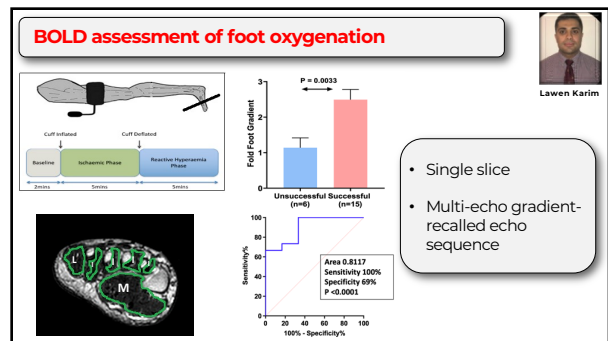 BOLD assessment of foot oxygenation
Lawen Karim
Cuff Inflated
Cuff Deflated
Baseline
Ischaemic Phase
Reactive Hyperaemia
Phase
2mins
5mins
5mins
P = 0.0033
Fold Foot Gradient
3
2
1
0
Unsuccessful
(n=6)
Successful
(n=15)
• Single slice
• Multi-echo gradient-
recalled echo
sequence
L
I
I
I
I
M
Sensitivity%
100
80
60
40
20
0
0
20
40
60
80
100
100% - Specificity%
Area 0.8117
Sensitivity 100%
Specificity 69%
P <0.0001